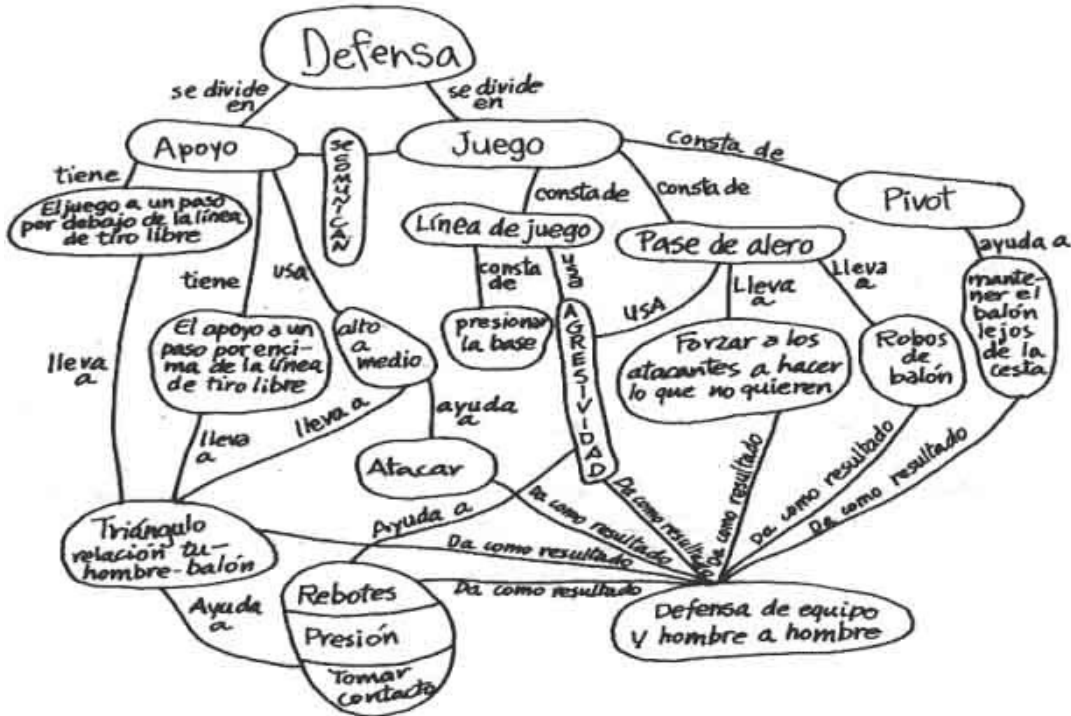 Defensa
se divide
en
se divide
en
Apoyo
SE COMUNICAN
Juego
consta de
Pivot
tiene
El juego a un paso
por debajo de la línea
de tiro libre
consta de
consta de
Línea de juego
Pase de alero
ayuda a
tiene
usa
consta
de
usa
USA
Lleva
a
Lleva
a
mante-
ner el
balón
lejos
de la
cesta
lleva
a
El apoyo a un
paso por enci-
ma de la línea
de tiro libre
alto
a
medio
presionar
la base
AGRESIVIDAD
Forzar a los
atacantes a hacer
lo que no quieren
Robos
de
balón
lleva
a
lleva a
ayuda
a
Atacar
Ayuda a
Da como resultado
Da como resultado
Da como resultado
Da como resultado
Da como resultado
Triángulo
relación tu-
hombre-balón
Da como resultado
Ayuda
a
Rebotes
Presión
Tomar
contacto
Da como resultado
Defensa de equipo
y hombre a hombre